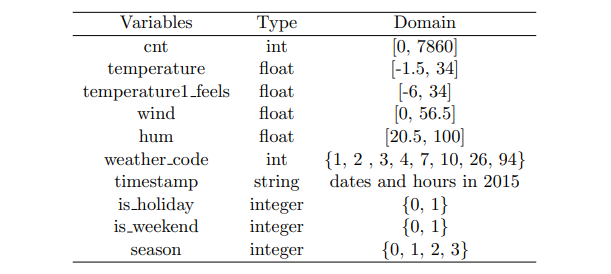 Variables Type Domain
cnt int [0, 7860]
temperature float [-1.5, 34]
temperature1_feels float [-6, 34]
wind float [0, 56.5]
hum float [20.5, 100]
weather_code int {1, 2 , 3, 4, 7, 10, 26, 94}
timestamp string dates and hours in 2015
is_holiday integer {0, 1}
is_weekend integer {0, 1}
season integer {0, 1, 2, 3}